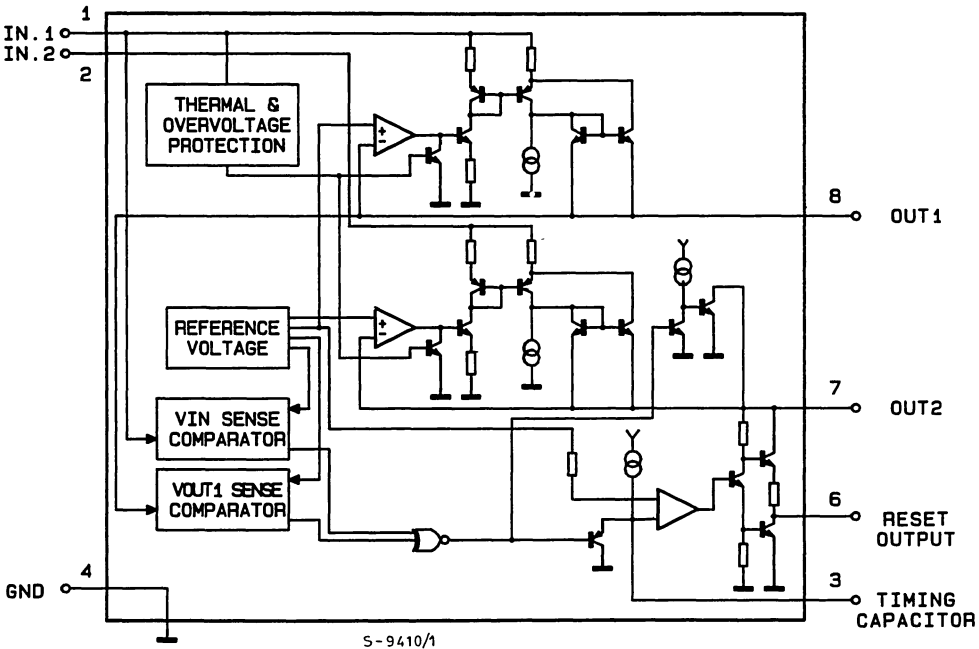 1
IN.1
IN.2
2
THERMAL &
OVERVOLTAGE
PROTECTION
+
-
8
OUT1
REFERENCE
VOLTAGE
+
-
7
OUT2
VIN SENSE
COMPARATOR
VOUT1 SENSE
COMPARATOR
6
RESET
OUTPUT
4
GND
3
TIMING
CAPACITOR
S-9410/1